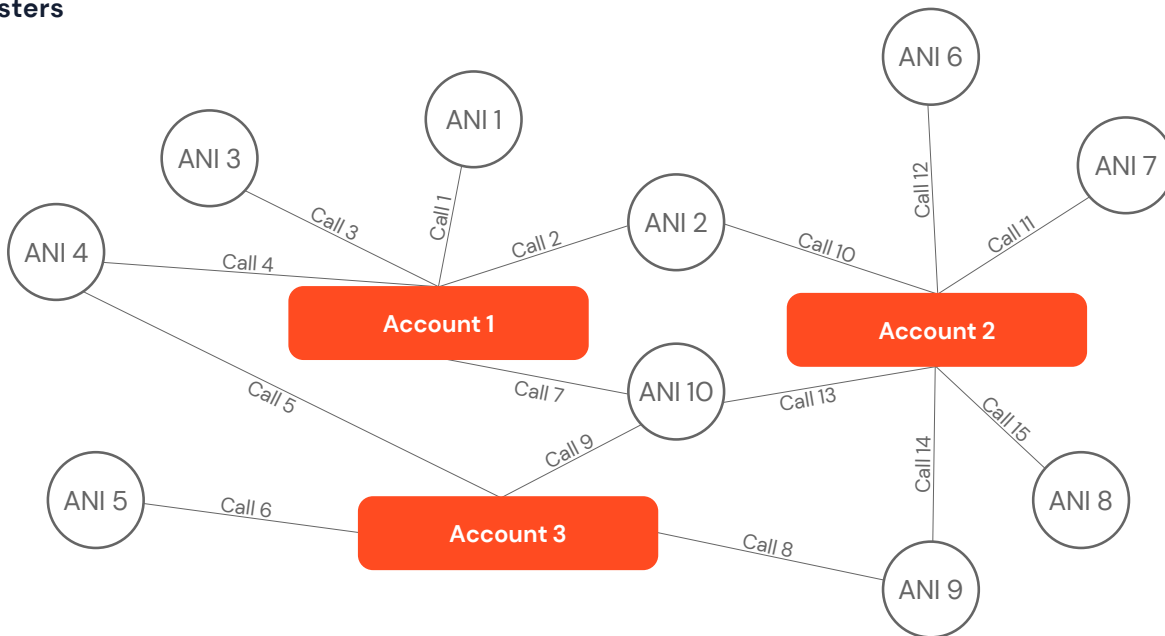 sters
ANI 6
ANI 1
ANI 3
ANI 7
Call 12
Call 1
Call 3
ANI 2
Call 11
Call 2
Call 10
ANI 4
Call 4
Account 1
Account 2
Call 7
ANI 10
Call 13
Call 5
Call 15
Call 9
Call 14
ANI 5
Call 6
ANI 8
Account 3
Call 8
ANI 9